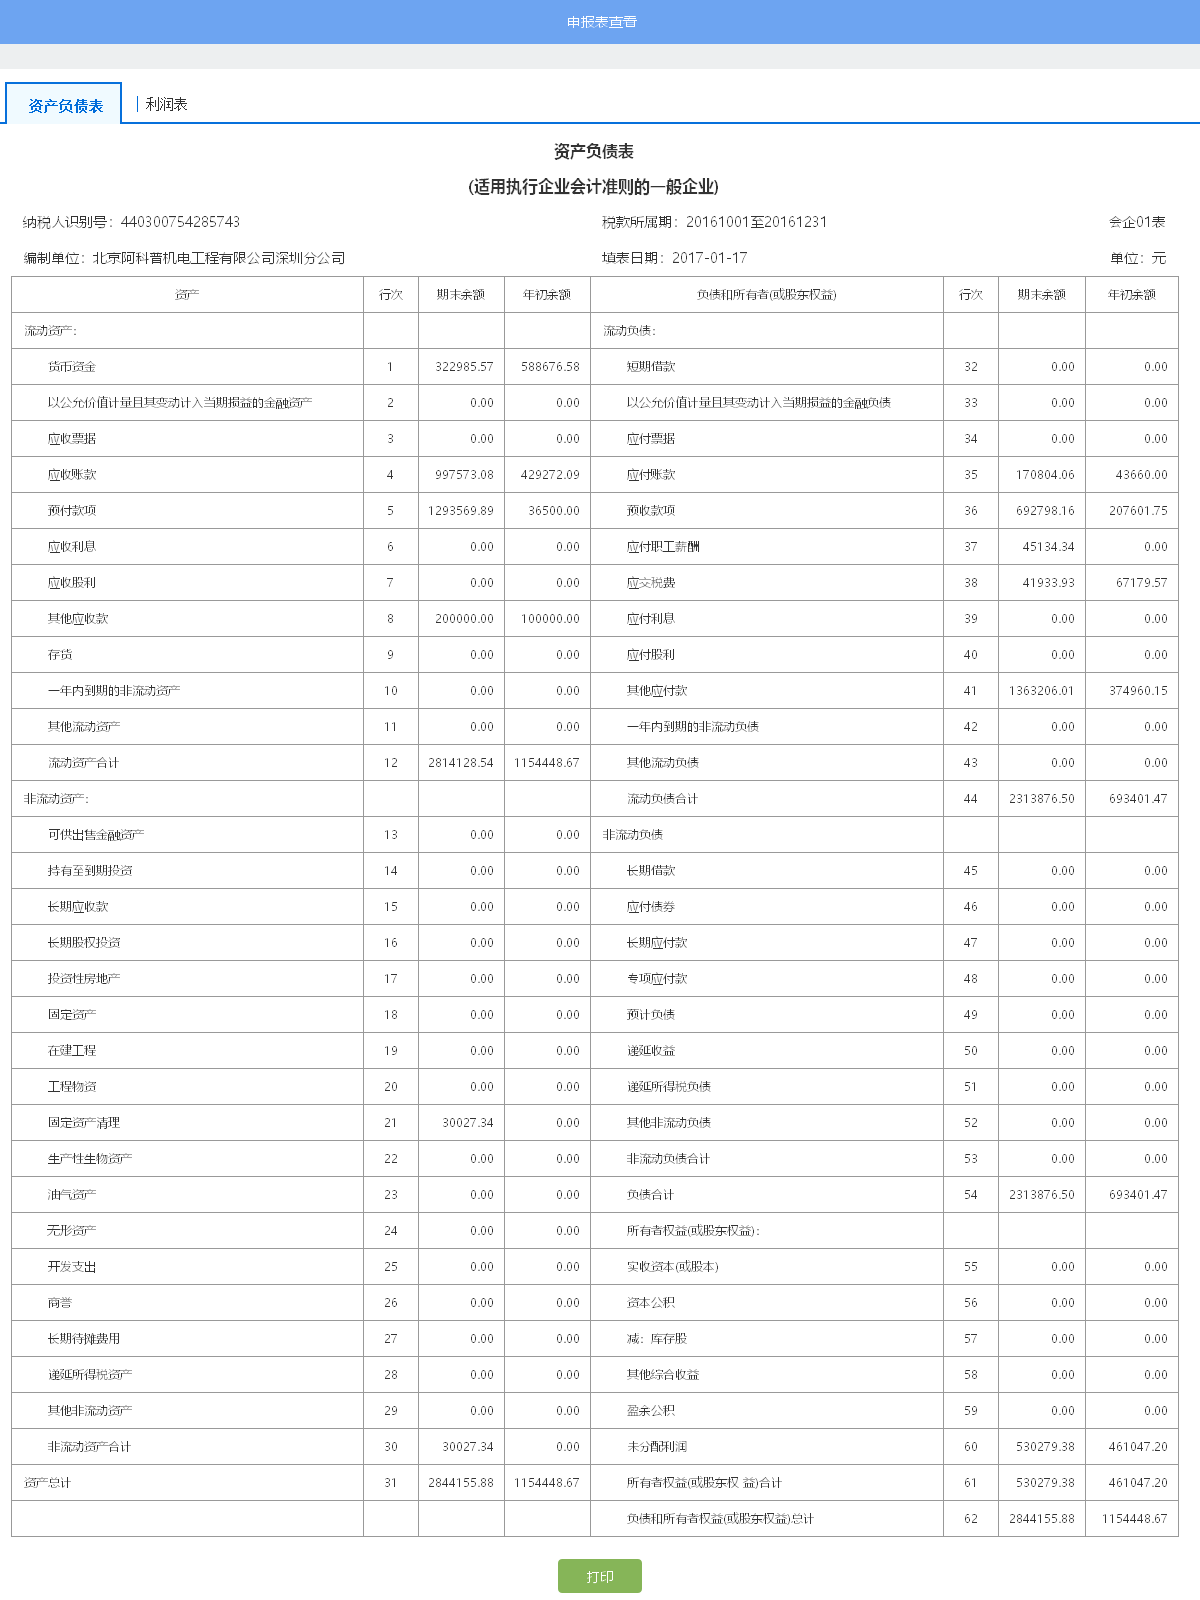 申报表查看
资产负债表 | 利润表
资产负债表
(适用执行企业会计准则的一般企业)
纳税人识别号：440300754285743 税款所属期：20161001至20161231 会企01表
编制单位：北京阿科普机电工程有限公司深圳分公司 填表日期：2017-01-17 单位：元
资产 行次 期末余额 年初余额 负债和所有者(或股东权益) 行次 期末余额 年初余额
流动资产： 流动负债：
货币资金 1 322985.57 588676.58 短期借款 32 0.00 0.00
以公允价值计量且其变动计入当期损益的金融资产 2 0.00 0.00 以公允价值计量且其变动计入当期损益的金融负债 33 0.00 0.00
应收票据 3 0.00 0.00 应付票据 34 0.00 0.00
应收账款 4 997573.08 429272.09 应付账款 35 170804.06 43660.00
预付款项 5 1293569.89 36500.00 预收款项 36 692798.16 207601.75
应收利息 6 0.00 0.00 应付职工薪酬 37 45134.34 0.00
应收股利 7 0.00 0.00 应交税费 38 41933.93 67179.57
其他应收款 8 200000.00 100000.00 应付利息 39 0.00 0.00
存货 9 0.00 0.00 应付股利 40 0.00 0.00
一年内到期的非流动资产 10 0.00 0.00 其他应付款 41 1363206.01 374960.15
其他流动资产 11 0.00 0.00 一年内到期的非流动负债 42 0.00 0.00
流动资产合计 12 2814128.54 1154448.67 其他流动负债 43 0.00 0.00
非流动资产： 流动负债合计 44 2313876.50 693401.47
可供出售金融资产 13 0.00 0.00 非流动负债
持有至到期投资 14 0.00 0.00 长期借款 45 0.00 0.00
长期应收款 15 0.00 0.00 应付债券 46 0.00 0.00
长期股权投资 16 0.00 0.00 长期应付款 47 0.00 0.00
投资性房地产 17 0.00 0.00 专项应付款 48 0.00 0.00
固定资产 18 0.00 0.00 预计负债 49 0.00 0.00
在建工程 19 0.00 0.00 递延收益 50 0.00 0.00
工程物资 20 0.00 0.00 递延所得税负债 51 0.00 0.00
固定资产清理 21 30027.34 0.00 其他非流动负债 52 0.00 0.00
生产性生物资产 22 0.00 0.00 非流动负债合计 53 0.00 0.00
油气资产 23 0.00 0.00 负债合计 54 2313876.50 693401.47
无形资产 24 0.00 0.00 所有者权益(或股东权益)：
开发支出 25 0.00 0.00 实收资本(或股本) 55 0.00 0.00
商誉 26 0.00 0.00 资本公积 56 0.00 0.00
长期待摊费用 27 0.00 0.00 减：库存股 57 0.00 0.00
递延所得税资产 28 0.00 0.00 其他综合收益 58 0.00 0.00
其他非流动资产 29 0.00 0.00 盈余公积 59 0.00 0.00
非流动资产合计 30 30027.34 0.00 未分配利润 60 530279.38 461047.20
资产总计 31 2844155.88 1154448.67 所有者权益(或股东权 益)合计 61 530279.38 461047.20
负债和所有者权益(或股东权益)总计 62 2844155.88 1154448.67
打印